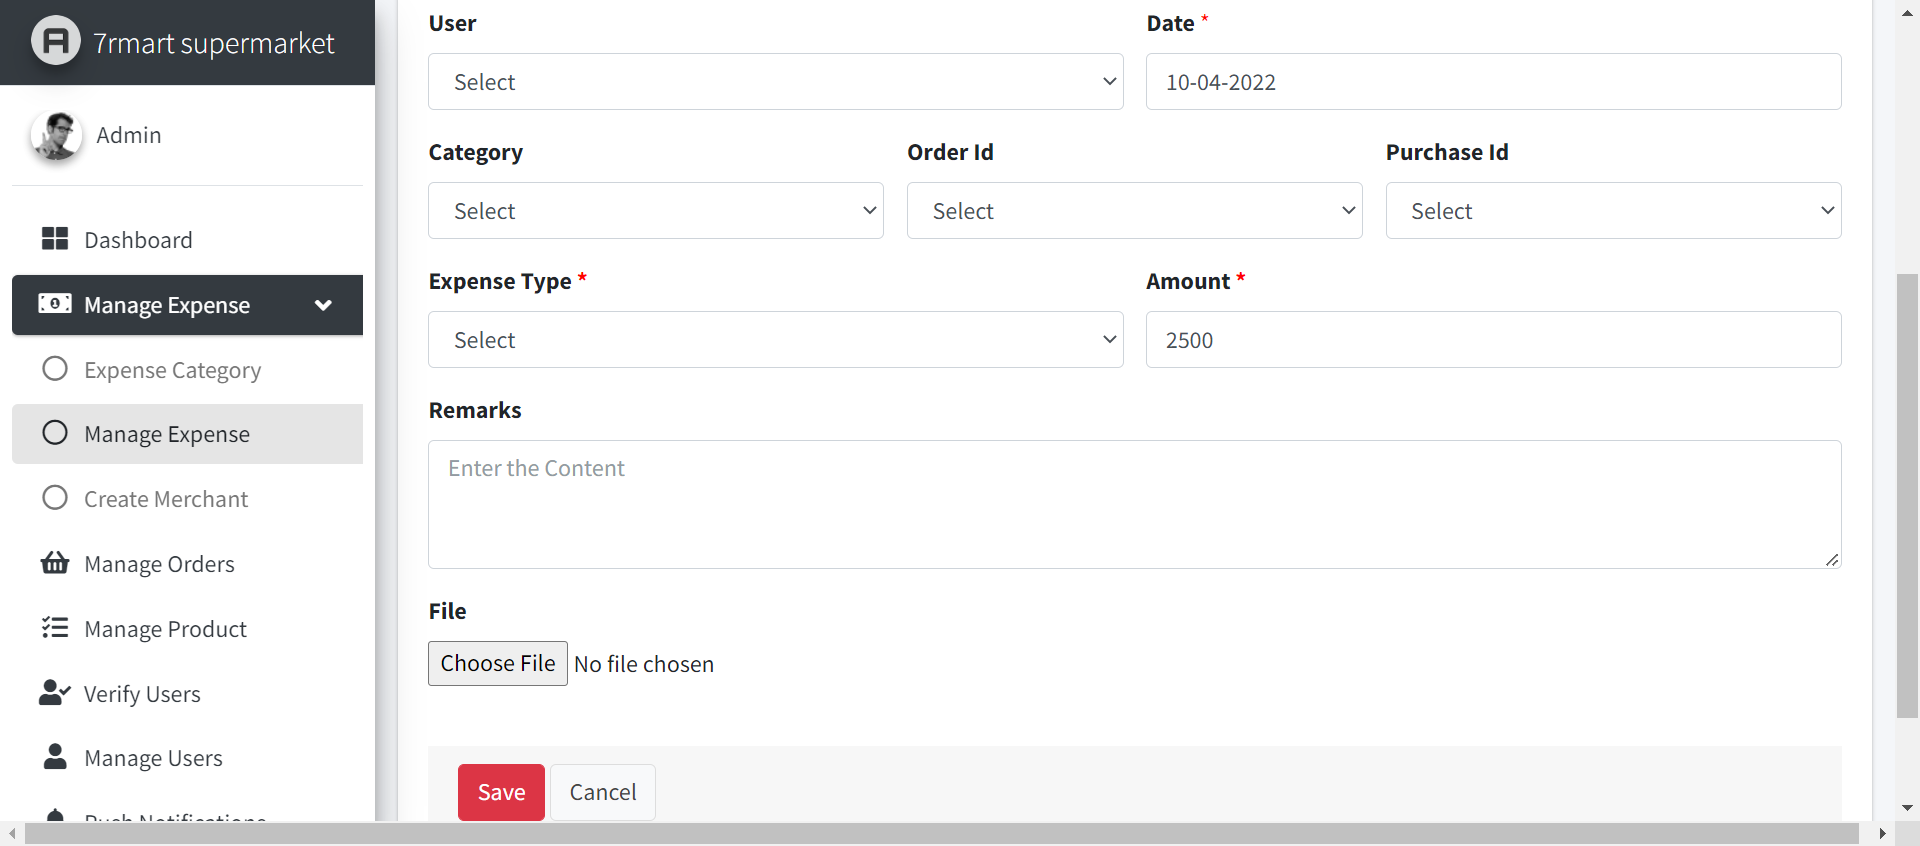 7rmart supermarket
Admin
Dashboard
Manage Expense
Expense Category
Manage Expense
Create Merchant
Manage Orders
Manage Product
Verify Users
Manage Users
Push Notifications
User
Select
Date *
10-04-2022
Category
Select
Order Id
Select
Purchase Id
Select
Expense Type *
Select
Amount *
2500
Remarks
Enter the Content
File
Choose File No file chosen
Save
Cancel